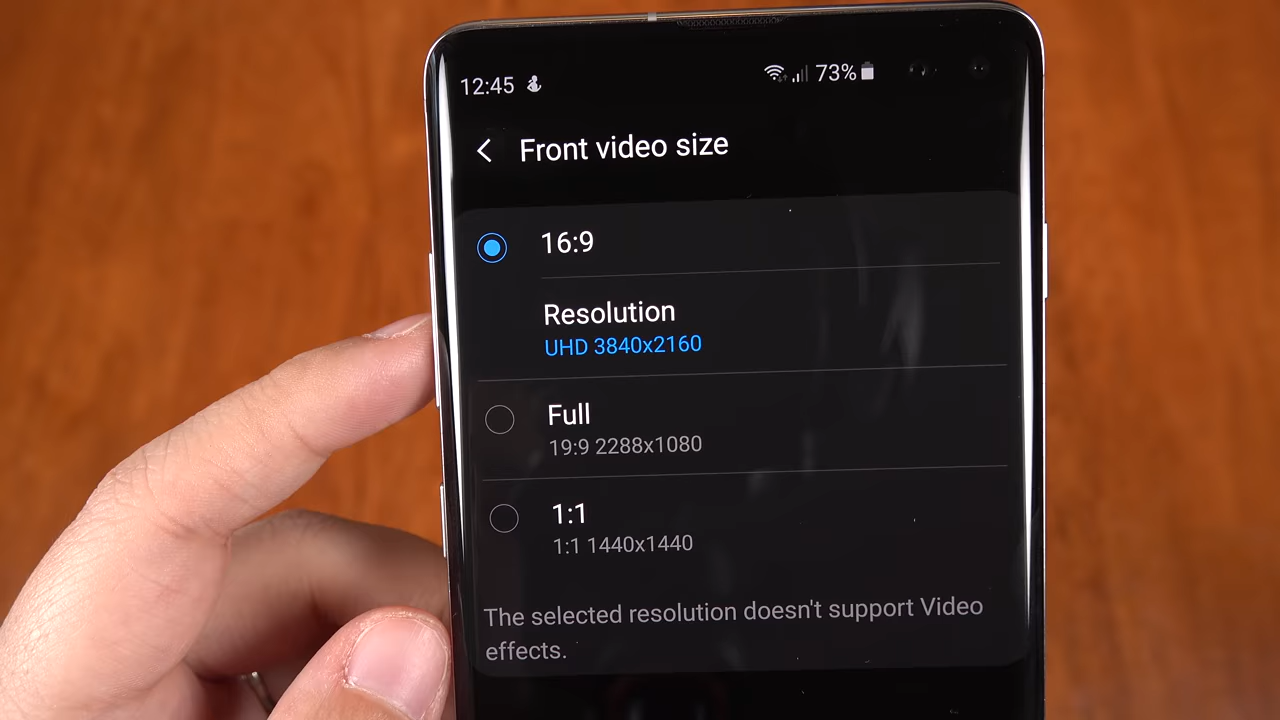 12:45 73%
Front video size
16:9
Resolution
UHD 3840x2160
Full
19:9 2288x1080
1:1
1:1 1440x1440
The selected resolution doesn't support Video
effects.